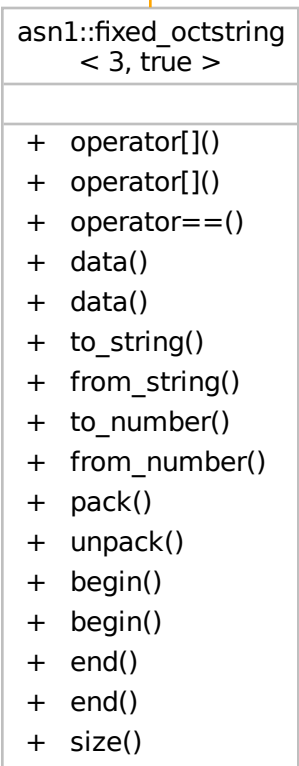 asn1::fixed_octstring
< 3, true >
+ operator[]()
+ operator[]()
+ operator==()
+ data()
+ data()
+ to_string()
+ from_string()
+ to_number()
+ from_number()
+ pack()
+ unpack()
+ begin()
+ begin()
+ end()
+ end()
+ size()